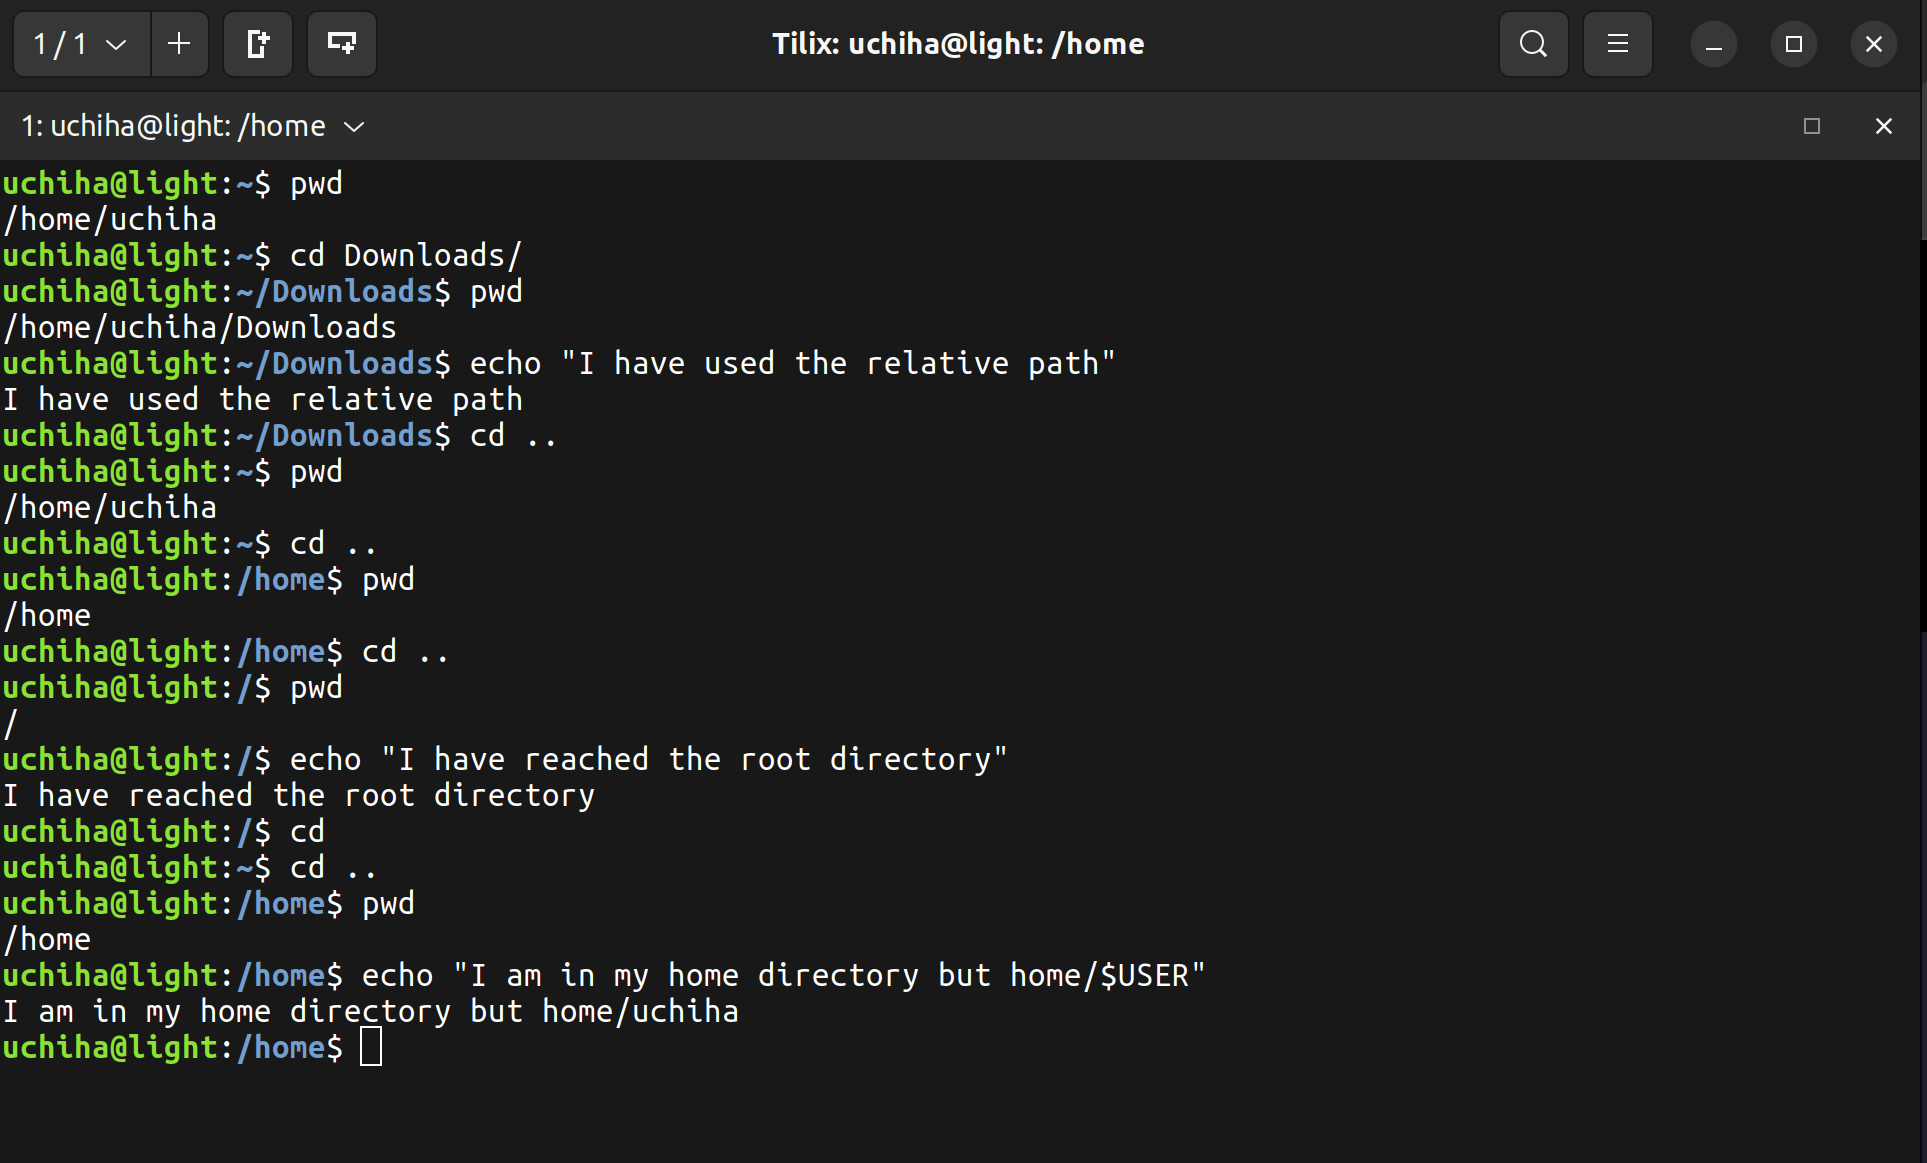 1 / 1
Tilix: uchiha@light: /home
1: uchiha@light: /home
uchiha@light:~$ pwd
/home/uchiha
uchiha@light:~$ cd Downloads/
uchiha@light:~/Downloads$ pwd
/home/uchiha/Downloads
uchiha@light:~/Downloads$ echo "I have used the relative path"
I have used the relative path
uchiha@light:~/Downloads$ cd ..
uchiha@light:~$ pwd
/home/uchiha
uchiha@light:~$ cd ..
uchiha@light:/home$ pwd
/home
uchiha@light:/home$ cd ..
uchiha@light:/$ pwd
/
uchiha@light:/$ echo "I have reached the root directory"
I have reached the root directory
uchiha@light:/$ cd
uchiha@light:~$ cd ..
uchiha@light:/home$ pwd
/home
uchiha@light:/home$ echo "I am in my home directory but home/$USER"
I am in my home directory but home/uchiha
uchiha@light:/home$